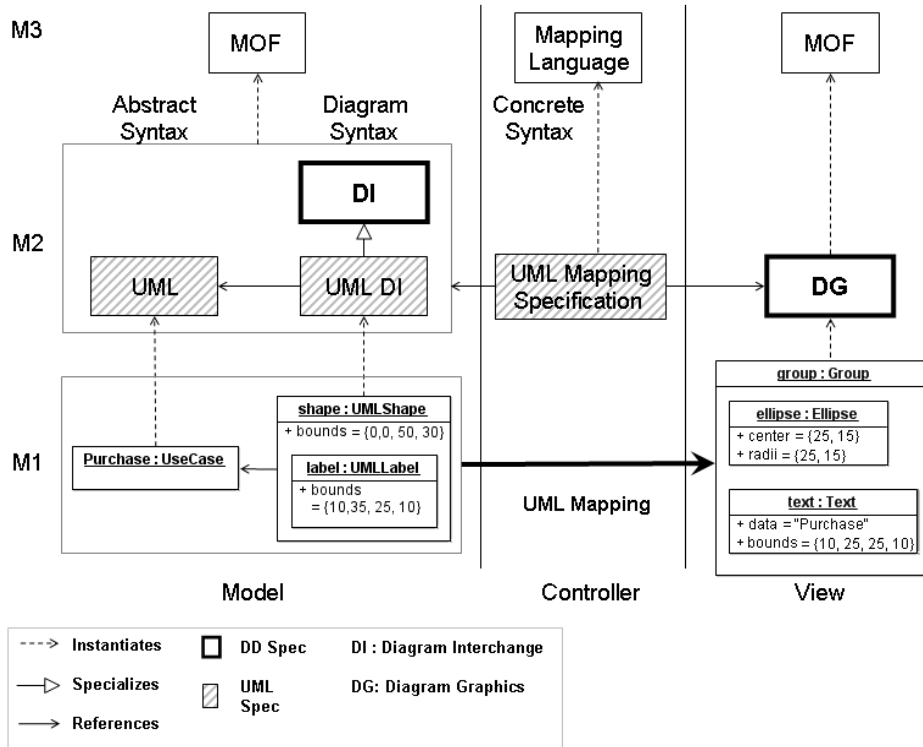 M3
MOF
Mapping
Language
MOF
Abstract
Syntax
Diagram
Syntax
Concrete
Syntax
DI
M2
UML
UML DI
UML Mapping
Specification
DG
M1
Purchase:UseCase
shape:UMLShape
+ bounds = {0,0, 50, 30}
label:UMLLabel
+ bounds
= {10,35, 25, 10}
UML Mapping
group:Group
ellipse:Ellipse
+ center = {25, 15}
+ radii = {25, 15}
text:Text
+ data = "Purchase"
+ bounds = {10, 25, 25, 10}
Model
Controller
View
Instantiates
DD Spec
DI : Diagram Interchange
Specializes
UML
Spec
DG: Diagram Graphics
References